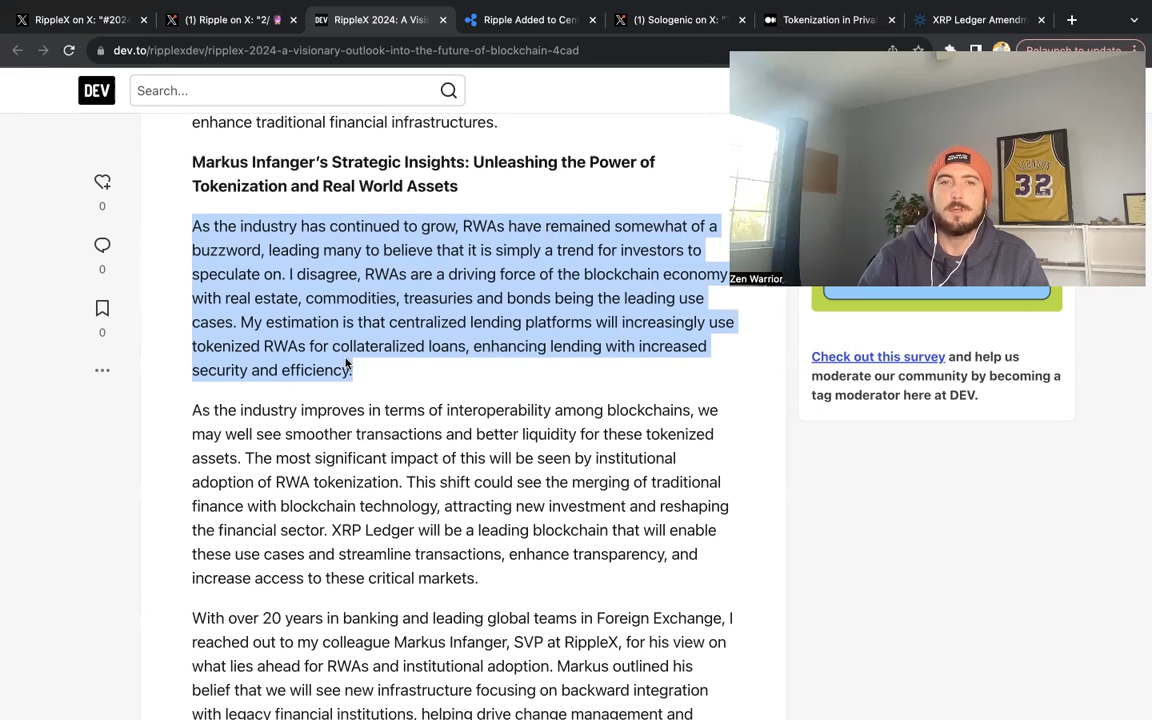 RippleX on X: "#2024
(1) Ripple on X: "2/
DEV
RippleX 2024: A Visi
Ripple Added to Cen
(1) Sologenic on X: "
Tokenization in Priva
XRP Ledger Amendm
dev.to/ripplexdev/ripplex-2024-a-visionary-outlook-into-the-future-of-blockchain-4cad
Relaunch to update
DEV
Search...
enhance traditional financial infrastructures.
Markus Infanger's Strategic Insights: Unleashing the Power of
Tokenization and Real World Assets
As the industry has continued to grow, RWAs have remained somewhat of a
buzzword, leading many to believe that it is simply a trend for investors to
speculate on. I disagree, RWAs are a driving force of the blockchain economy
with real estate, commodities, treasuries and bonds being the leading use
cases. My estimation is that centralized lending platforms will increasingly use
tokenized RWAs for collateralized loans, enhancing lending with increased
security and efficiency.
As the industry improves in terms of interoperability among blockchains, we
may well see smoother transactions and better liquidity for these tokenized
assets. The most significant impact of this will be seen by institutional
adoption of RWA tokenization. This shift could see the merging of traditional
finance with blockchain technology, attracting new investment and reshaping
the financial sector. XRP Ledger will be a leading blockchain that will enable
these use cases and streamline transactions, enhance transparency, and
increase access to these critical markets.
With over 20 years in banking and leading global teams in Foreign Exchange, I
reached out to my colleague Markus Infanger, SVP at RippleX, for his view on
what lies ahead for RWAs and institutional adoption. Markus outlined his
belief that we will see new infrastructure focusing on backward integration
with legacy financial institutions, helping drive change management and
0
0
0
32
Zen Warrior
Check out this survey and help us
moderate our community by becoming a
tag moderator here at DEV.